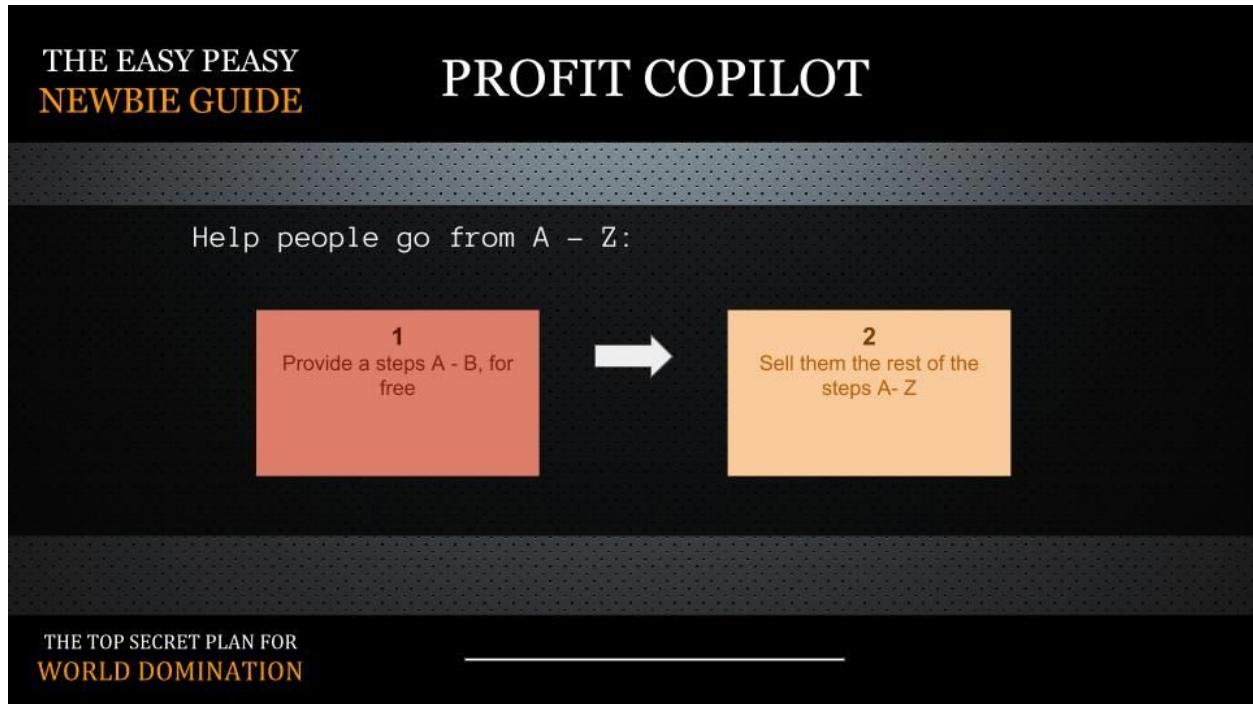 THE EASY PEASY
NEWBIE GUIDE
PROFIT COPILOT
Help people go from A – Z:
1
Provide a steps A - B, for
free
2
Sell them the rest of the
steps A- Z
THE TOP SECRET PLAN FOR
WORLD DOMINATION